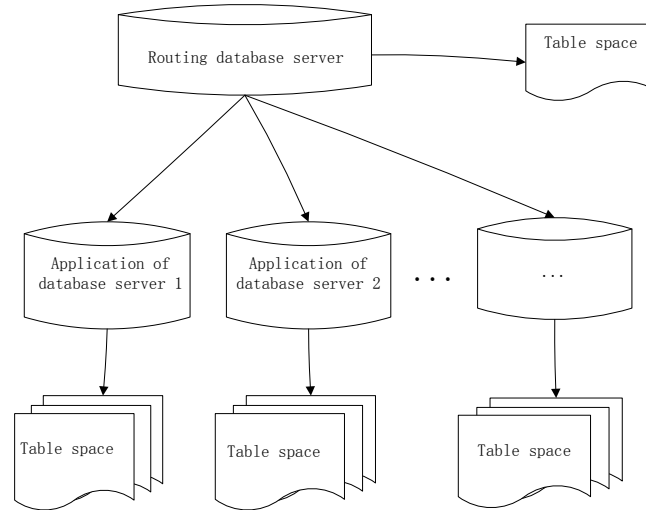 Routing database server
Table space
Application of
database server 1
Application of
database server 2
...
...
Table space
Table space
Table space